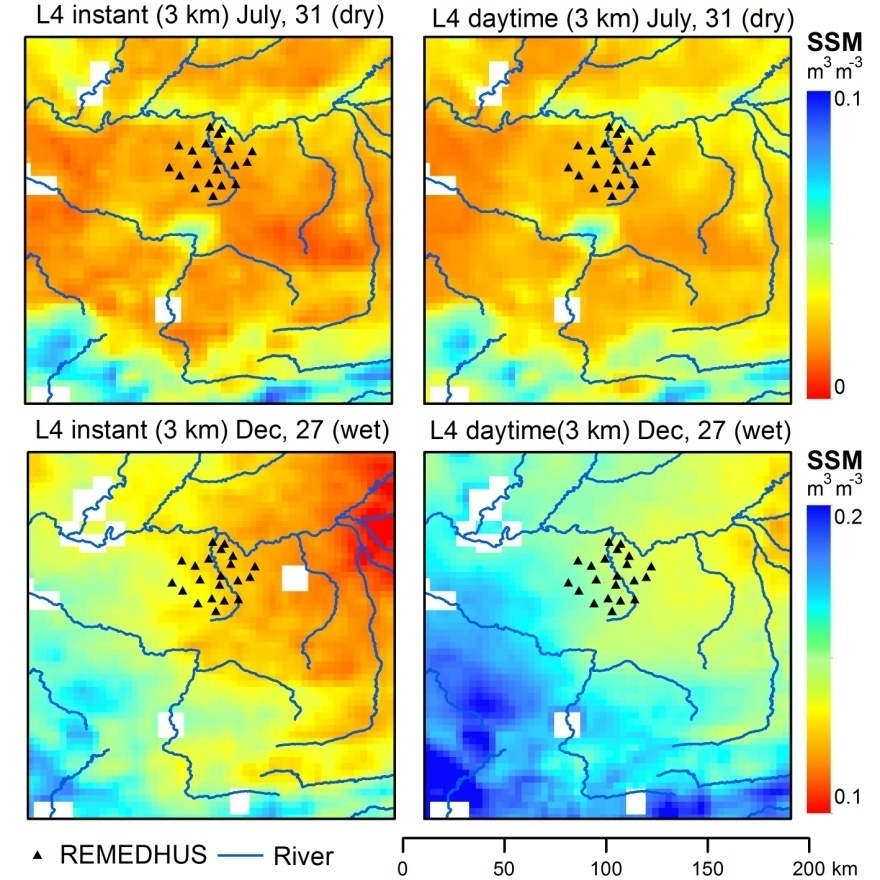 L4 instant (3 km) July, 31 (dry)
L4 daytime (3 km) July, 31 (dry)
SSM
m³ m⁻³
0.1
0
L4 instant (3 km) Dec, 27 (wet)
L4 daytime(3 km) Dec, 27 (wet)
SSM
m³ m⁻³
0.2
0.1
REMEDHUS
River
0 50 100 150 200 km